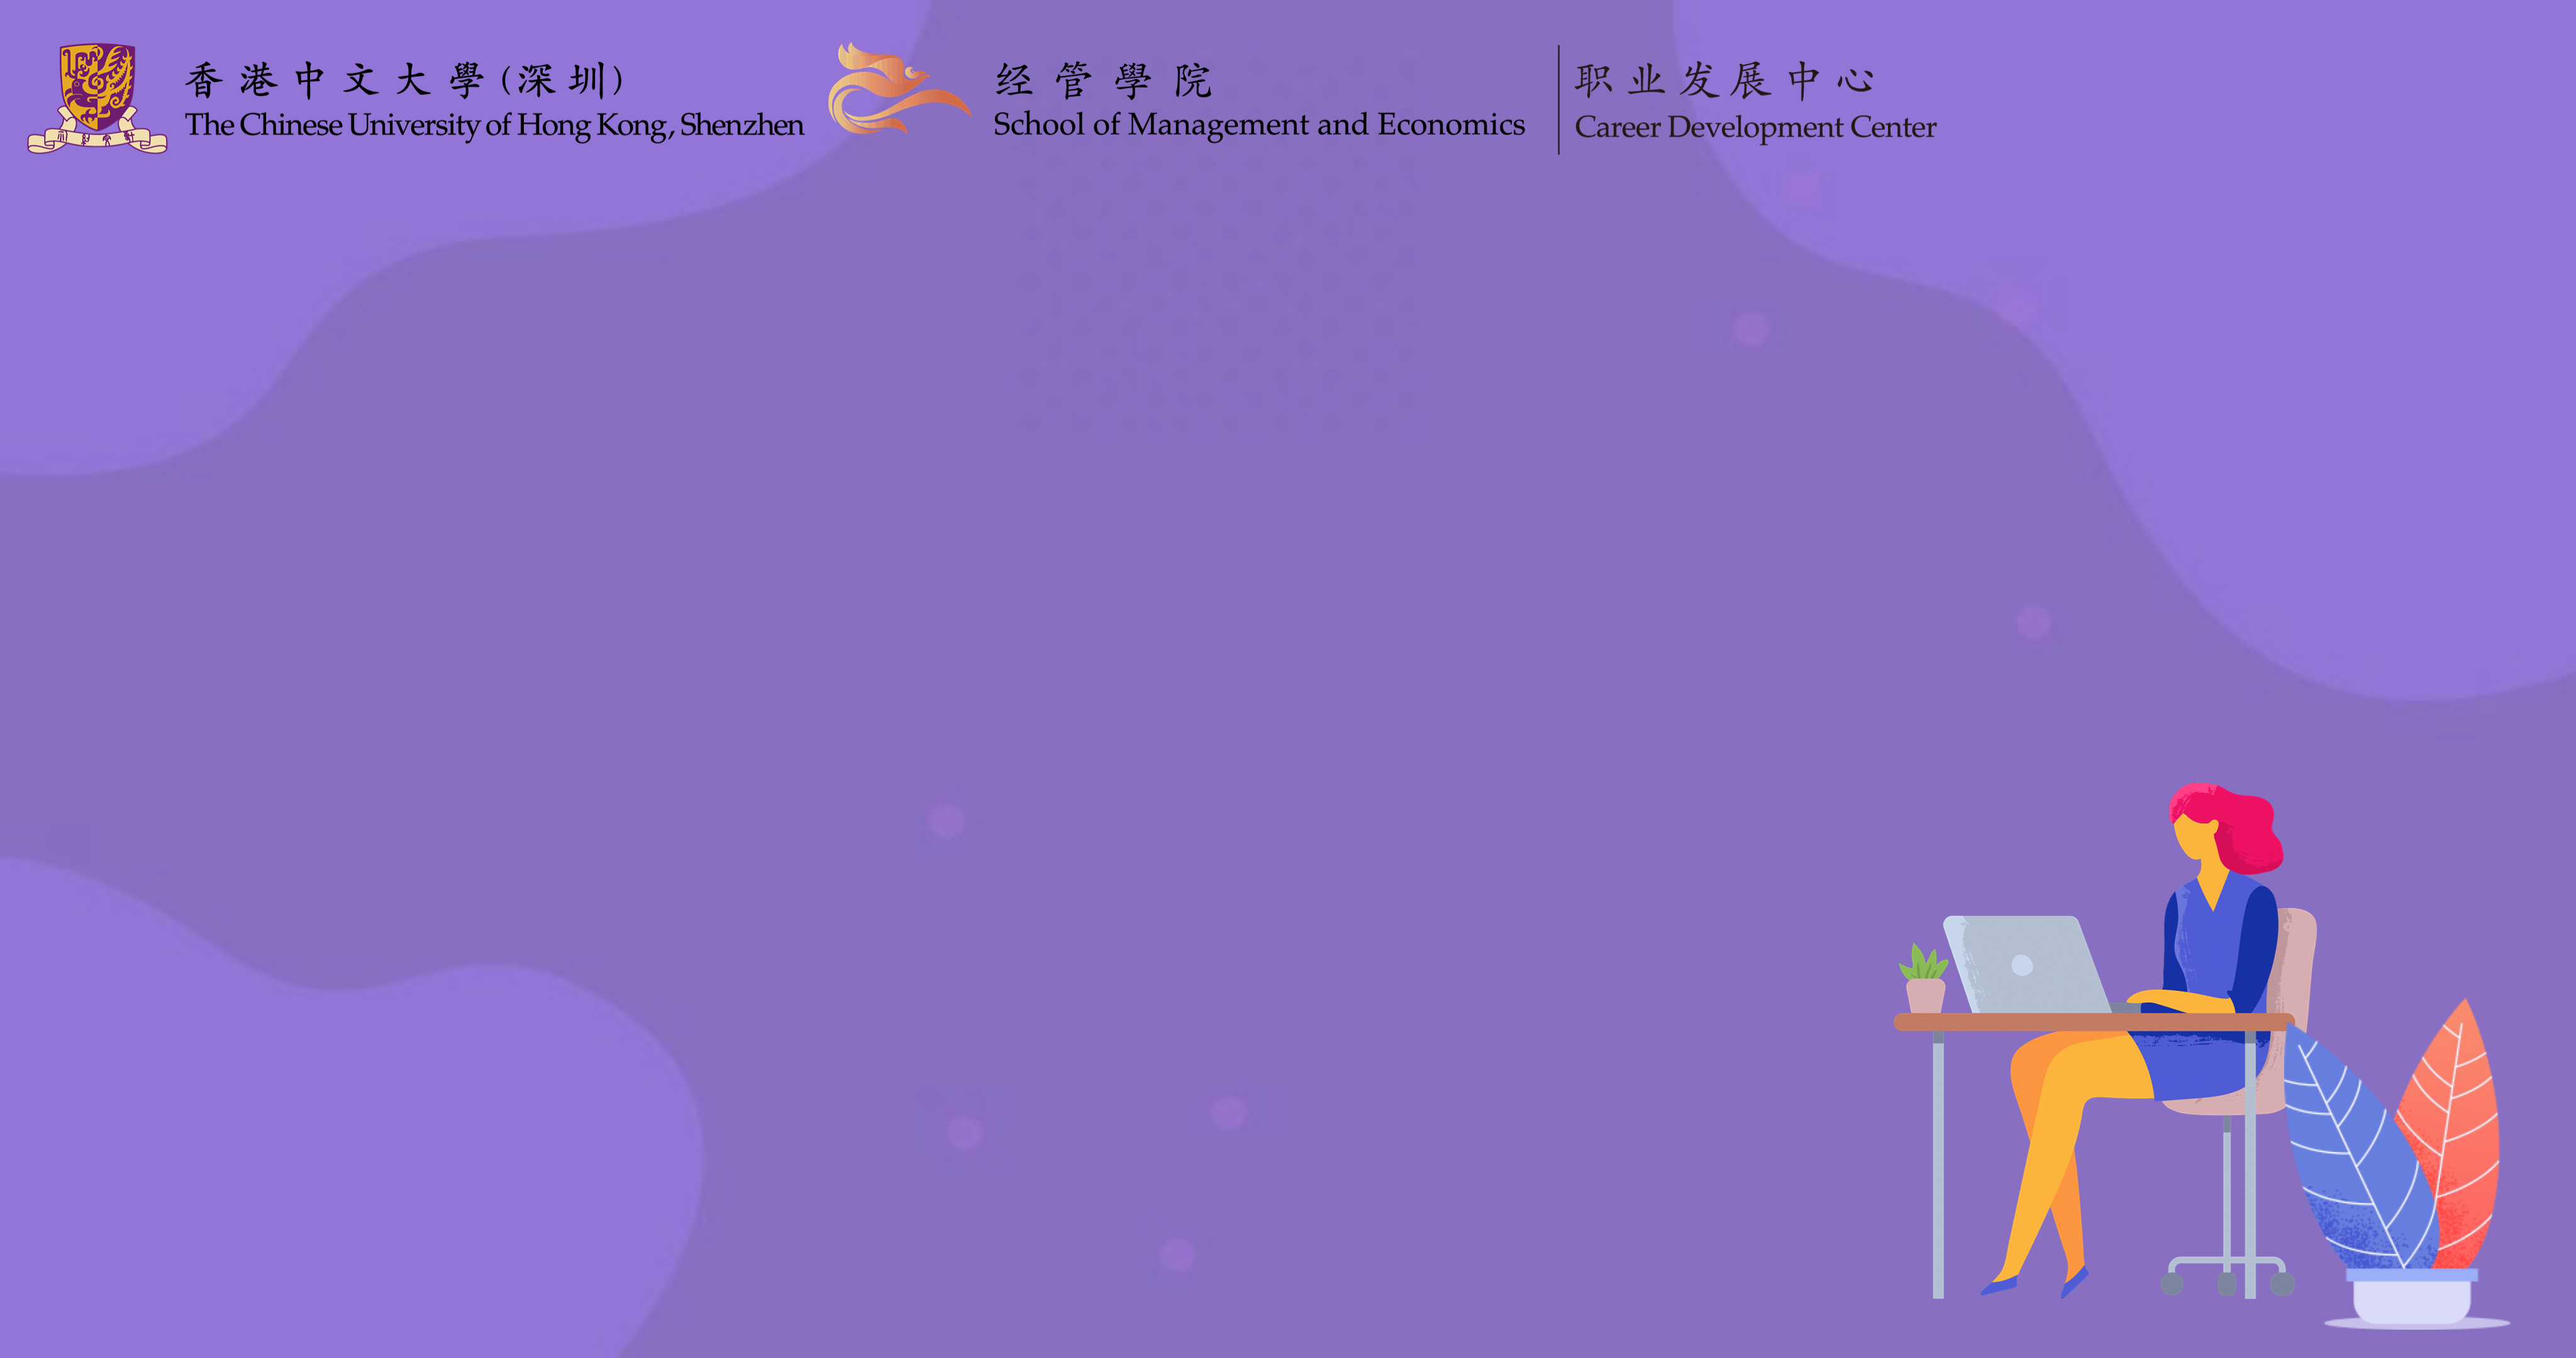 香港中文大學(深圳)
The Chinese University of Hong Kong, Shenzhen
经管學院
School of Management and Economics
职业发展中心
Career Development Center